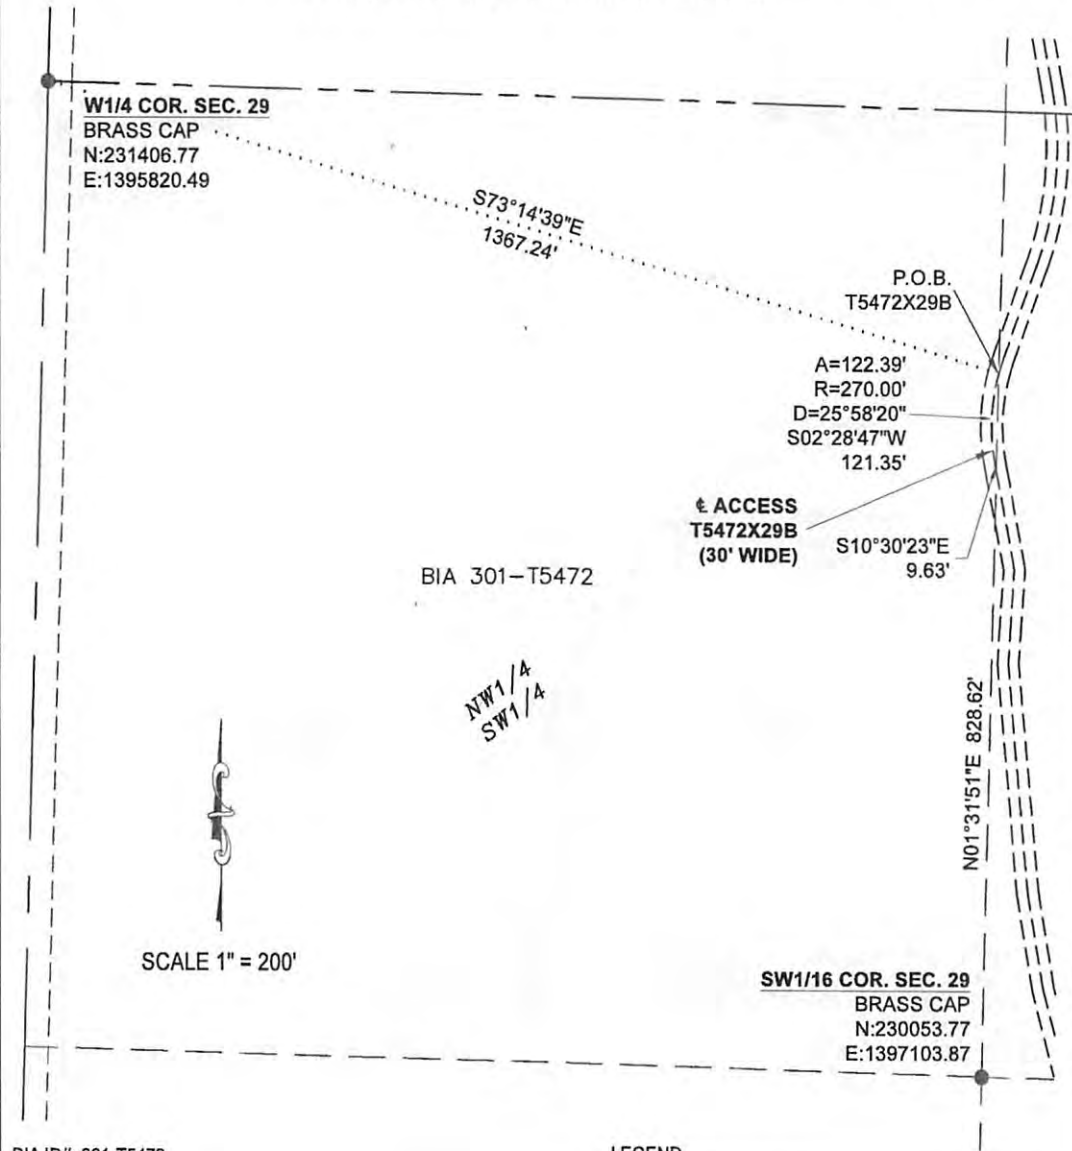 W1/4 COR. SEC. 29
BRASS CAP
N:231406.77
E:1395820.49
S73°14'39"E
1367.24'
P.O.B.
T5472X29B
A=122.39'
R=270.00'
D=25°58'20"
S02°28'47"W
121.35'
℄ ACCESS
T5472X29B
(30' WIDE)
S10°30'23"E
9.63'
BIA 301-T5472
NW1/4
SW1/4
N01°31'51"E 828.62'
SCALE 1" = 200'
SW1/16 COR. SEC. 29
BRASS CAP
N:230053.77
E:1397103.87